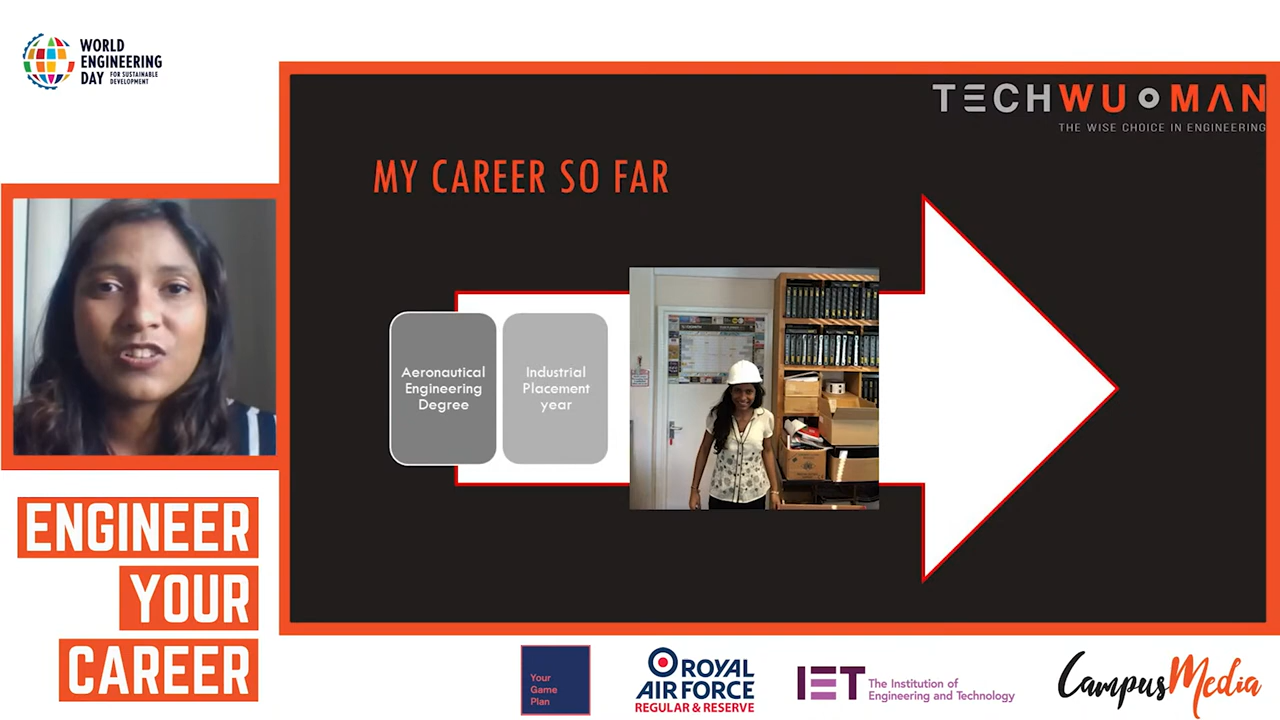 WORLD
ENGINEERING
DAY
FOR SUSTAINABLE
DEVELOPMENT
TECHWUMAN
THE WISE CHOICE IN ENGINEERING
MY CAREER SO FAR
Aeronautical
Engineering
Degree
Industrial
Placement
year
ENGINEER
YOUR
CAREER
Your
Game
Plan
ROYAL
AIR FORCE
REGULAR & RESERVE
IET
The Institution of
Engineering and Technology
CampusMedia